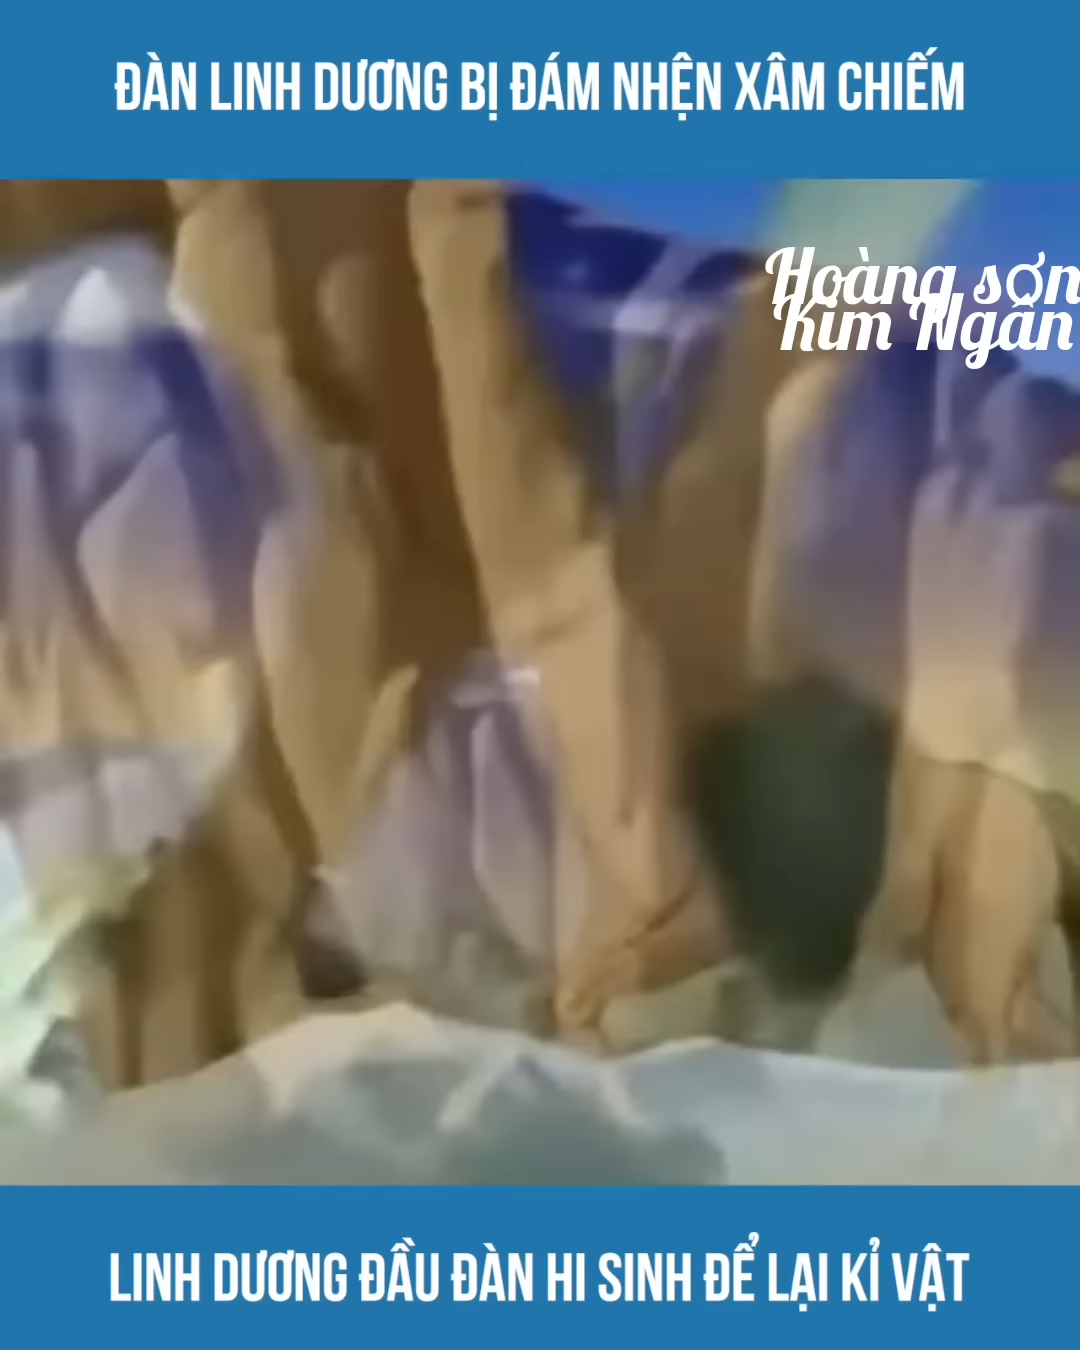 ĐÀN LINH DƯƠNG BỊ ĐÁM NHỆN XÂM CHIẾM
Hoàng sơn
Kim Ngân
LINH DƯƠNG ĐẦU ĐÀN HI SINH ĐỂ LẠI KỈ VẬT